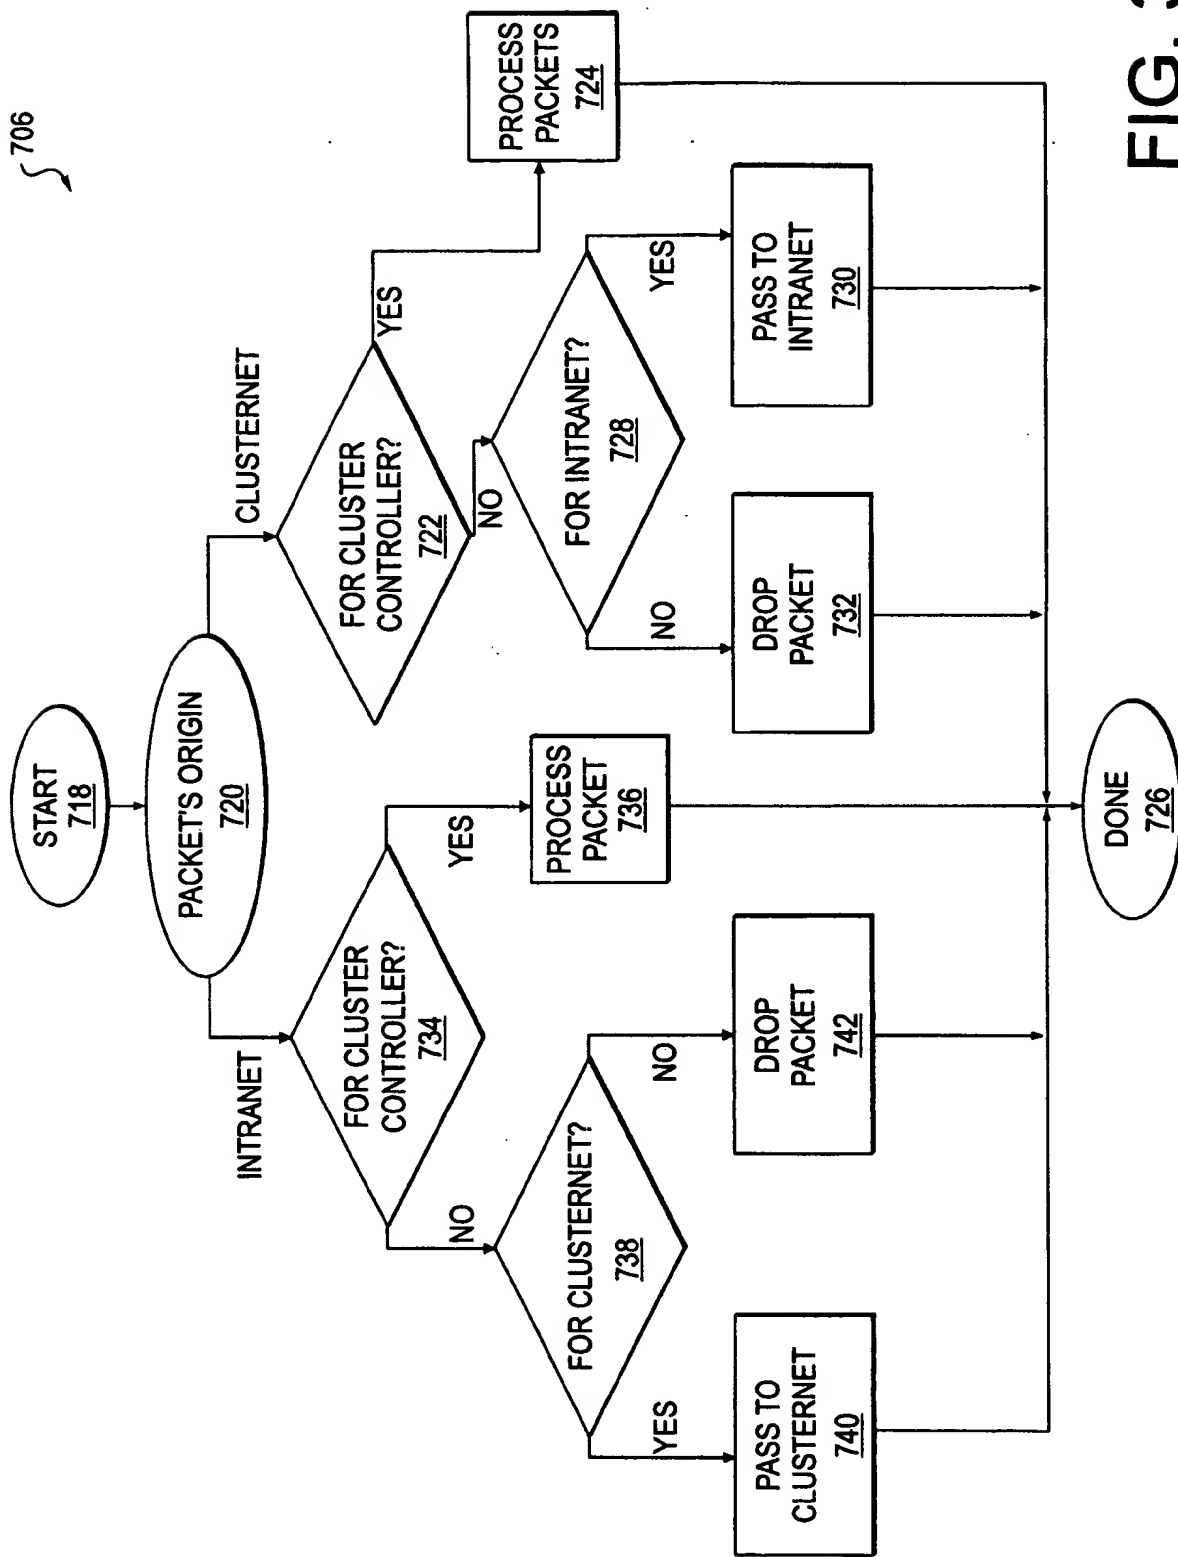 706
START
718
PACKET'S ORIGIN
720
INTRANET
CLUSTERNET
FOR CLUSTER
CONTROLLER?
734
FOR CLUSTER
CONTROLLER?
722
NO
YES
NO
YES
FOR CLUSTERNET?
738
PROCESS
PACKET
736
FOR INTRANET?
728
PROCESS
PACKETS
724
YES
NO
NO
YES
PASS TO
CLUSTERNET
740
DROP
PACKET
742
DROP
PACKET
732
PASS TO
INTRANET
730
DONE
726
FIG.